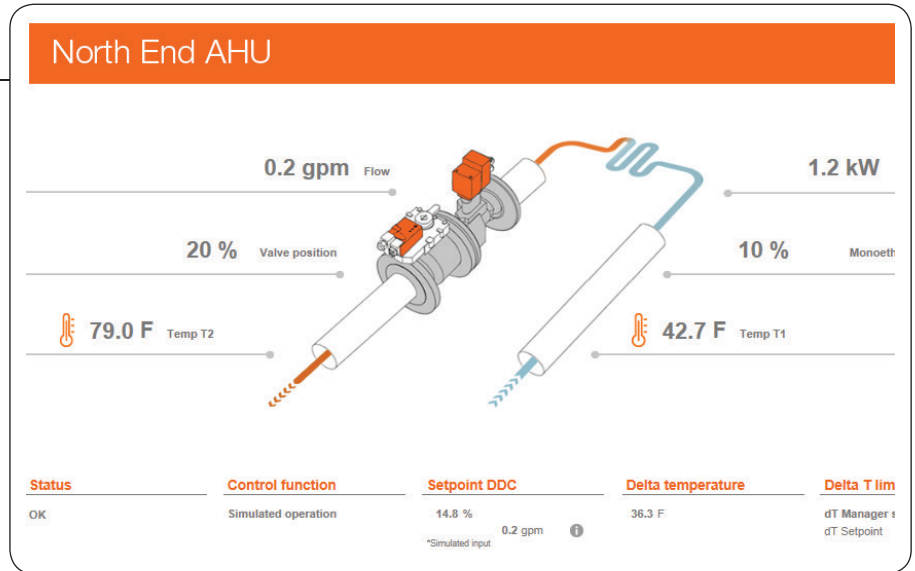 North End AHU
0.2 gpm Flow
1.2 kW
20 % Valve position
10 % Monoeth
79.0 F Temp T2
42.7 F Temp T1
Status
OK
Control function
Simulated operation
Setpoint DDC
14.8 %
0.2 gpm i
*Simulated input
Delta temperature
36.3 F
Delta T lim
dT Manager s
dT Setpoint